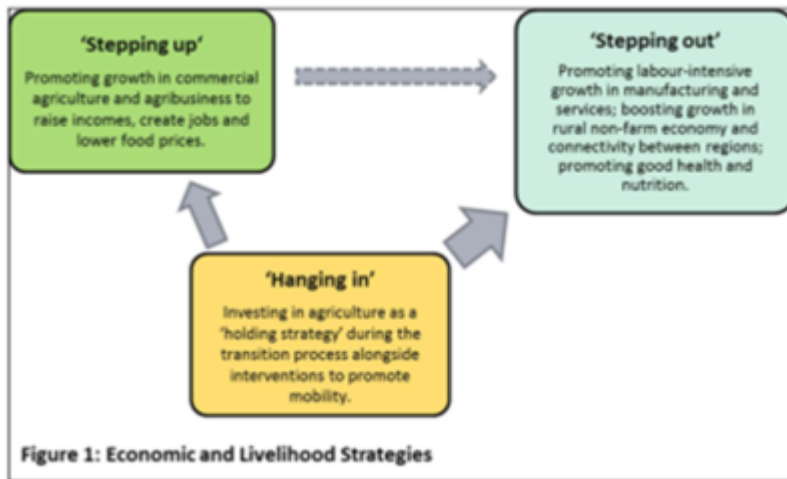 ‘Stepping up’
Promoting growth in commercial
agriculture and agribusiness to
raise incomes, create jobs and
lower food prices.
‘Stepping out’
Promoting labour-intensive
growth in manufacturing and
services; boosting growth in
rural non-farm economy and
connectivity between regions;
promoting good health and
nutrition.
‘Hanging in’
Investing in agriculture as a
‘holding strategy’ during the
transition process alongside
interventions to promote
mobility.
Figure 1: Economic and Livelihood Strategies